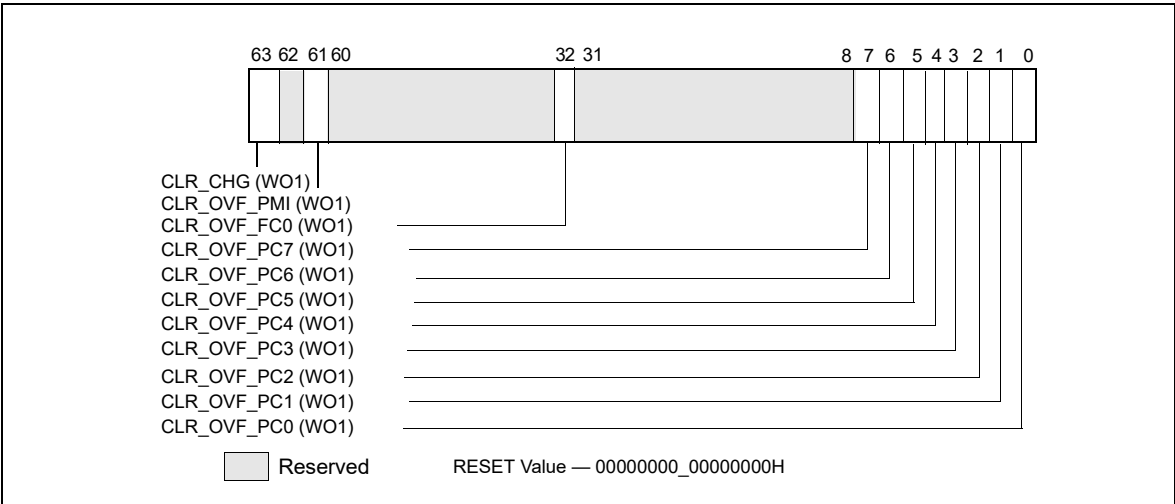 63 62 61 60 32 31 8 7 6 5 4 3 2 1 0
CLR_CHG (WO1)
CLR_OVF_PMI (WO1)
CLR_OVF_FC0 (WO1)
CLR_OVF_PC7 (WO1)
CLR_OVF_PC6 (WO1)
CLR_OVF_PC5 (WO1)
CLR_OVF_PC4 (WO1)
CLR_OVF_PC3 (WO1)
CLR_OVF_PC2 (WO1)
CLR_OVF_PC1 (WO1)
CLR_OVF_PC0 (WO1)
Reserved RESET Value — 00000000_00000000H